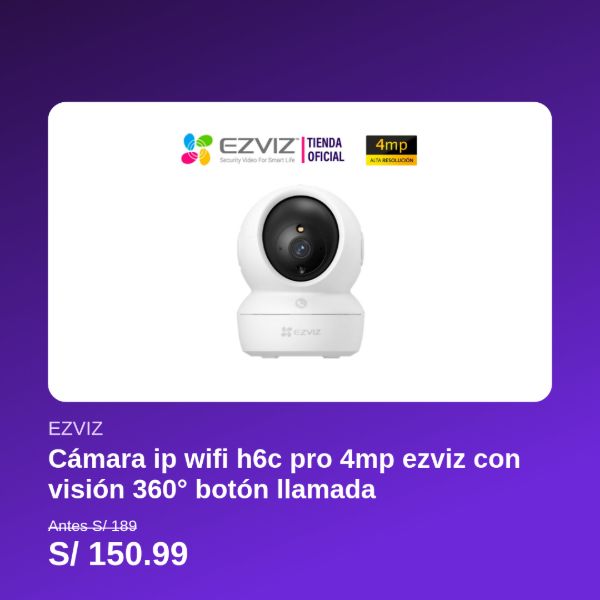 EZVIZ™ TIENDA OFICIAL
Security Video For Smart Life
4mp
ALTA RESOLUCIÓN
EZVIZ
EZVIZ
Cámara ip wifi h6c pro 4mp ezviz con
visión 360° botón llamada
Antes S/ 189
S/ 150.99